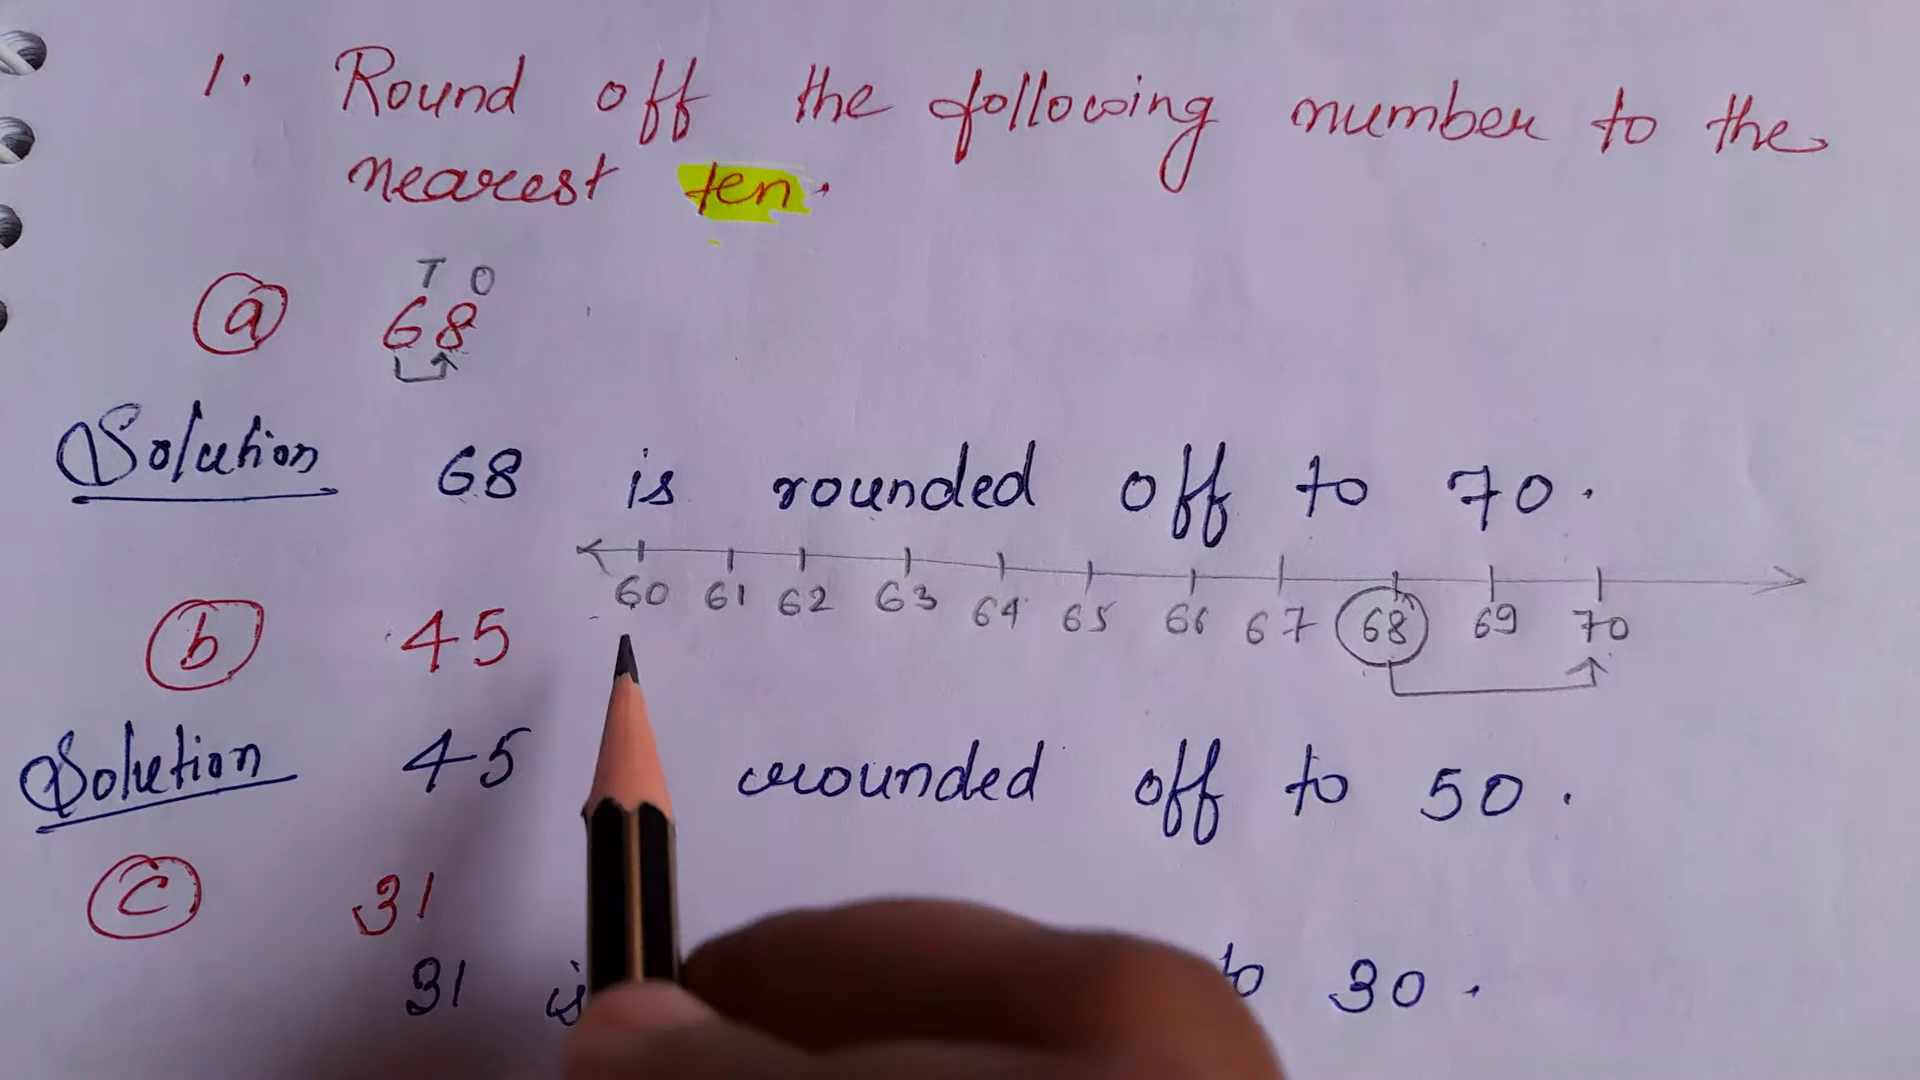 1. Round off the following number to the
nearest ten.
T O
a 68
Solution 68 is rounded off to 70.
60 61 62 63 64 65 66 67 68 69 70
b 45
Solution 45 rounded off to 50.
c 31
31 is 30.